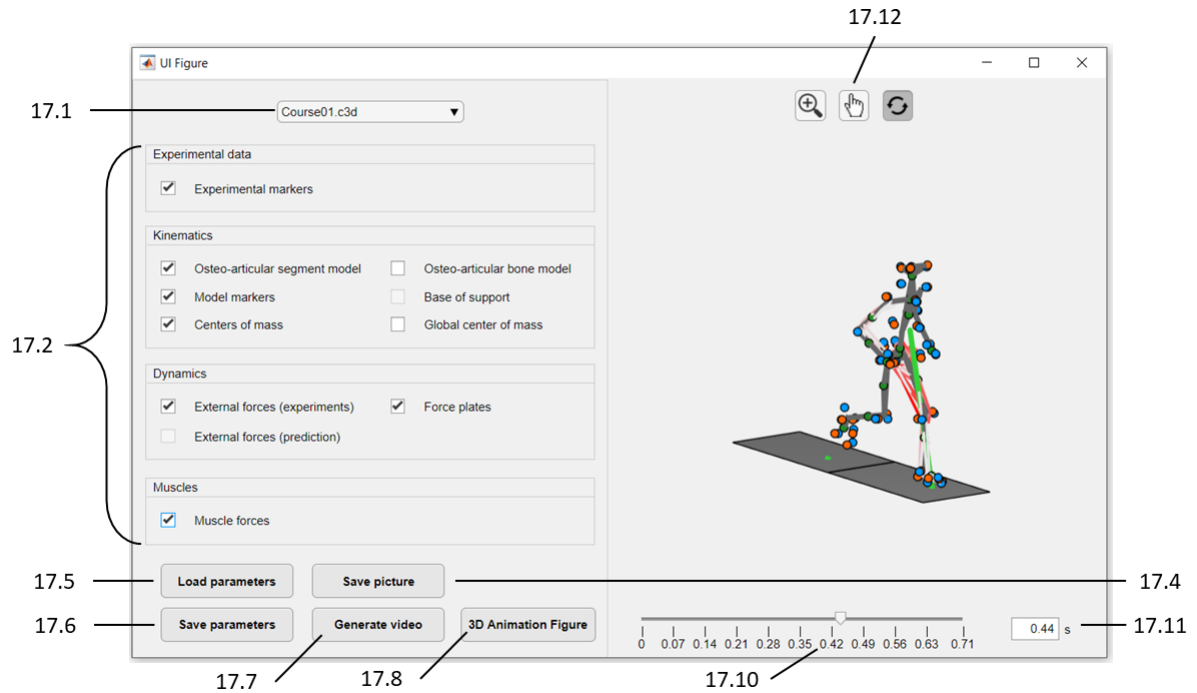 17.12
UI Figure
17.1
Course01.c3d
Experimental data
Experimental markers
Kinematics
Osteo-articular segment model
Osteo-articular bone model
Model markers
Base of support
Centers of mass
Global center of mass
17.2
Dynamics
External forces (experiments)
Force plates
External forces (prediction)
Muscles
Muscle forces
17.5
Load parameters
Save picture
17.4
17.6
Save parameters
Generate video
3D Animation Figure
0 0.07 0.14 0.21 0.28 0.35 0.42 0.49 0.56 0.63 0.71
0.44 s
17.11
17.7
17.8
17.10